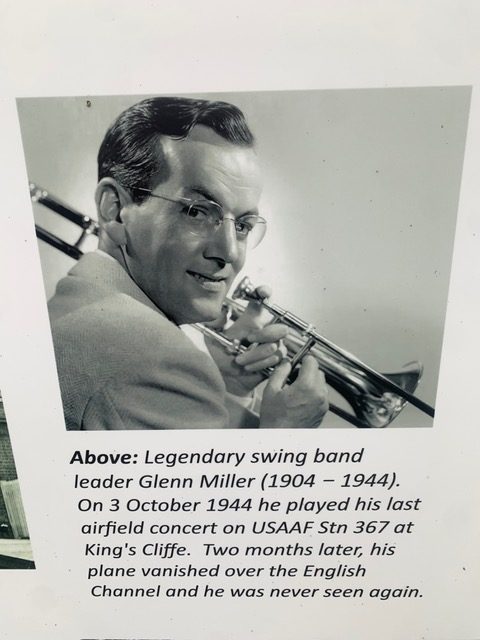 Above: Legendary swing band
leader Glenn Miller (1904 – 1944).
On 3 October 1944 he played his last
airfield concert on USAAF Stn 367 at
King's Cliffe. Two months later, his
plane vanished over the English
Channel and he was never seen again.